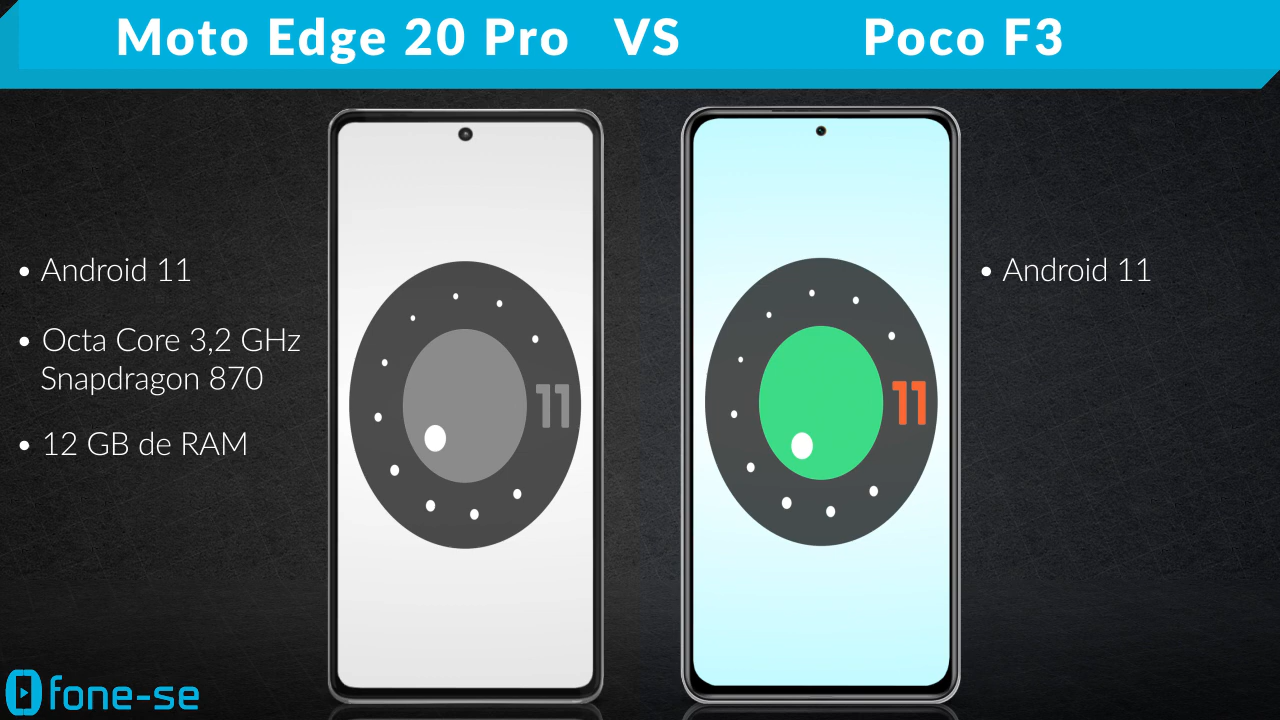 Moto Edge 20 Pro VS Poco F3
• Android 11
• Octa Core 3,2 GHz
Snapdragon 870
• 12 GB de RAM
11
11
• Android 11
fone-se